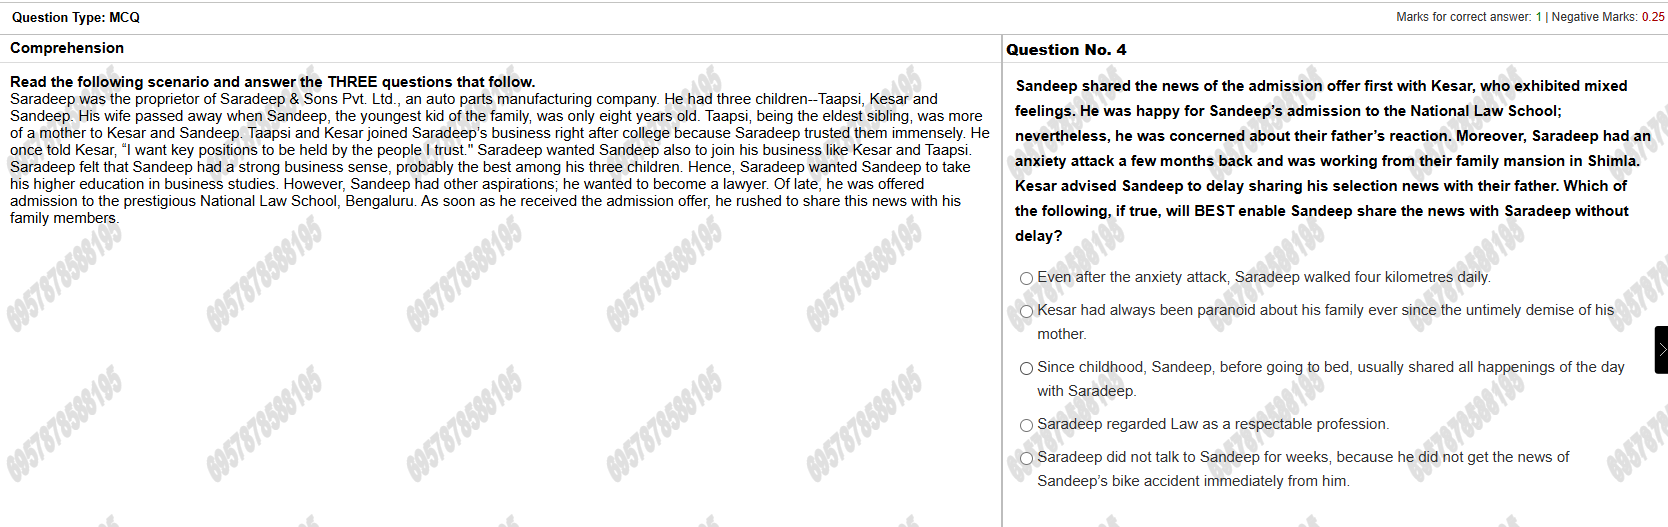 Question Type: MCQ
Marks for correct answer: 1 | Negative Marks: 0.25
Comprehension
Read the following scenario and answer the THREE questions that follow.
Saradeep was the proprietor of Saradeep & Sons Pvt. Ltd., an auto parts manufacturing company. He had three children--Taapsi, Kesar and
Sandeep. His wife passed away when Sandeep, the youngest kid of the family, was only eight years old. Taapsi, being the eldest sibling, was more
of a mother to Kesar and Sandeep. Taapsi and Kesar joined Saradeep's business right after college because Saradeep trusted them immensely. He
once told Kesar, “I want key positions to be held by the people I trust." Saradeep wanted Sandeep also to join his business like Kesar and Taapsi.
Saradeep felt that Sandeep had a strong business sense, probably the best among his three children. Hence, Saradeep wanted Sandeep to take
his higher education in business studies. However, Sandeep had other aspirations; he wanted to become a lawyer. Of late, he was offered
admission to the prestigious National Law School, Bengaluru. As soon as he received the admission offer, he rushed to share this news with his
family members.
Question No. 4
Sandeep shared the news of the admission offer first with Kesar, who exhibited mixed
feelings. He was happy for Sandeep’s admission to the National Law School;
nevertheless, he was concerned about their father’s reaction. Moreover, Saradeep had an
anxiety attack a few months back and was working from their family mansion in Shimla.
Kesar advised Sandeep to delay sharing his selection news with their father. Which of
the following, if true, will BEST enable Sandeep share the news with Saradeep without
delay?
Even after the anxiety attack, Saradeep walked four kilometres daily.
Kesar had always been paranoid about his family ever since the untimely demise of his
mother.
Since childhood, Sandeep, before going to bed, usually shared all happenings of the day
with Saradeep.
Saradeep regarded Law as a respectable profession.
Saradeep did not talk to Sandeep for weeks, because he did not get the news of
Sandeep’s bike accident immediately from him.